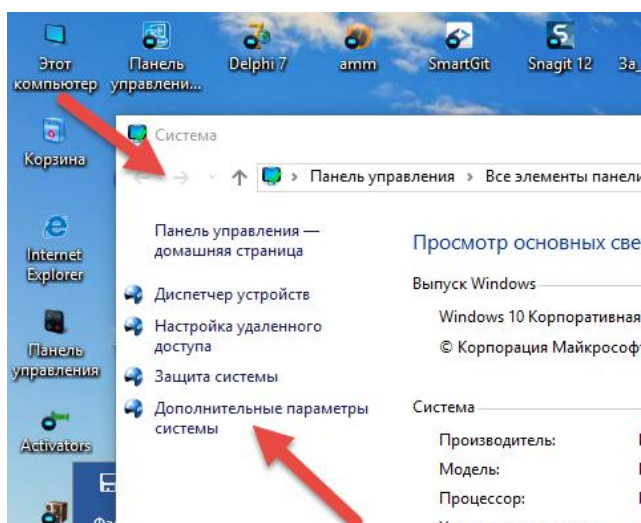 Этот компьютер
Панель управлени...
Delphi 7
amm
SmartGit
Snagit 12
Корзина
Internet Explorer
Панель управления
Activators
Система
Панель управления › Все элементы панели
Панель управления —
домашняя страница
Диспетчер устройств
Настройка удаленного
доступа
Защита системы
Дополнительные параметры
системы
Просмотр основных све
Выпуск Windows
Windows 10 Корпоративная
© Корпорация Майкрософт
Система
Производитель:
Модель:
Процессор: